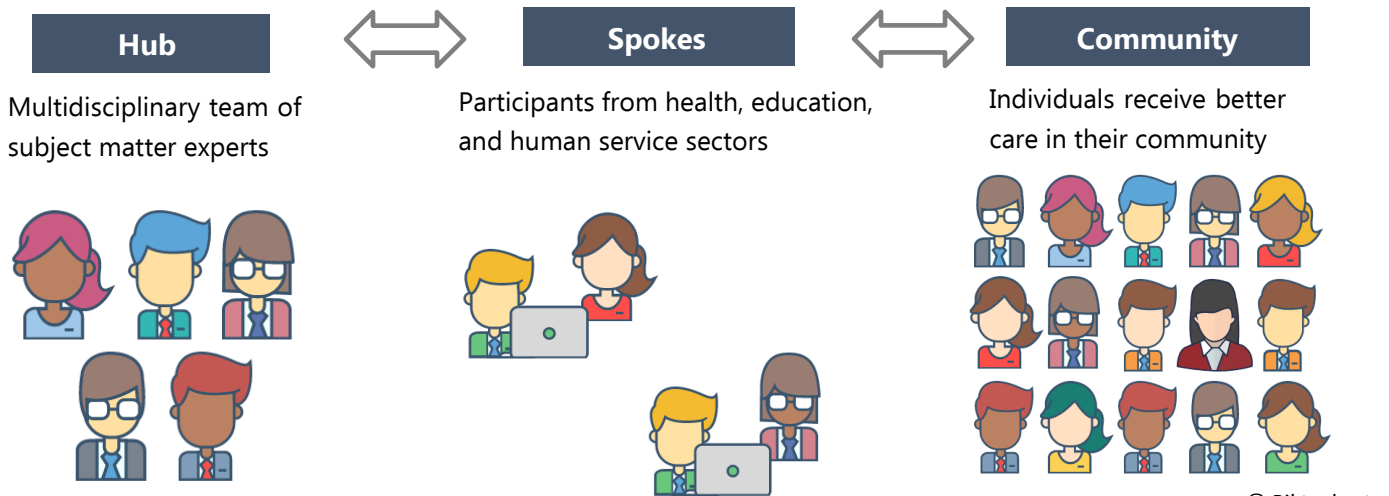 Hub
Spokes
Community
Multidisciplinary team of
subject matter experts
Participants from health, education,
and human service sectors
Individuals receive better
care in their community